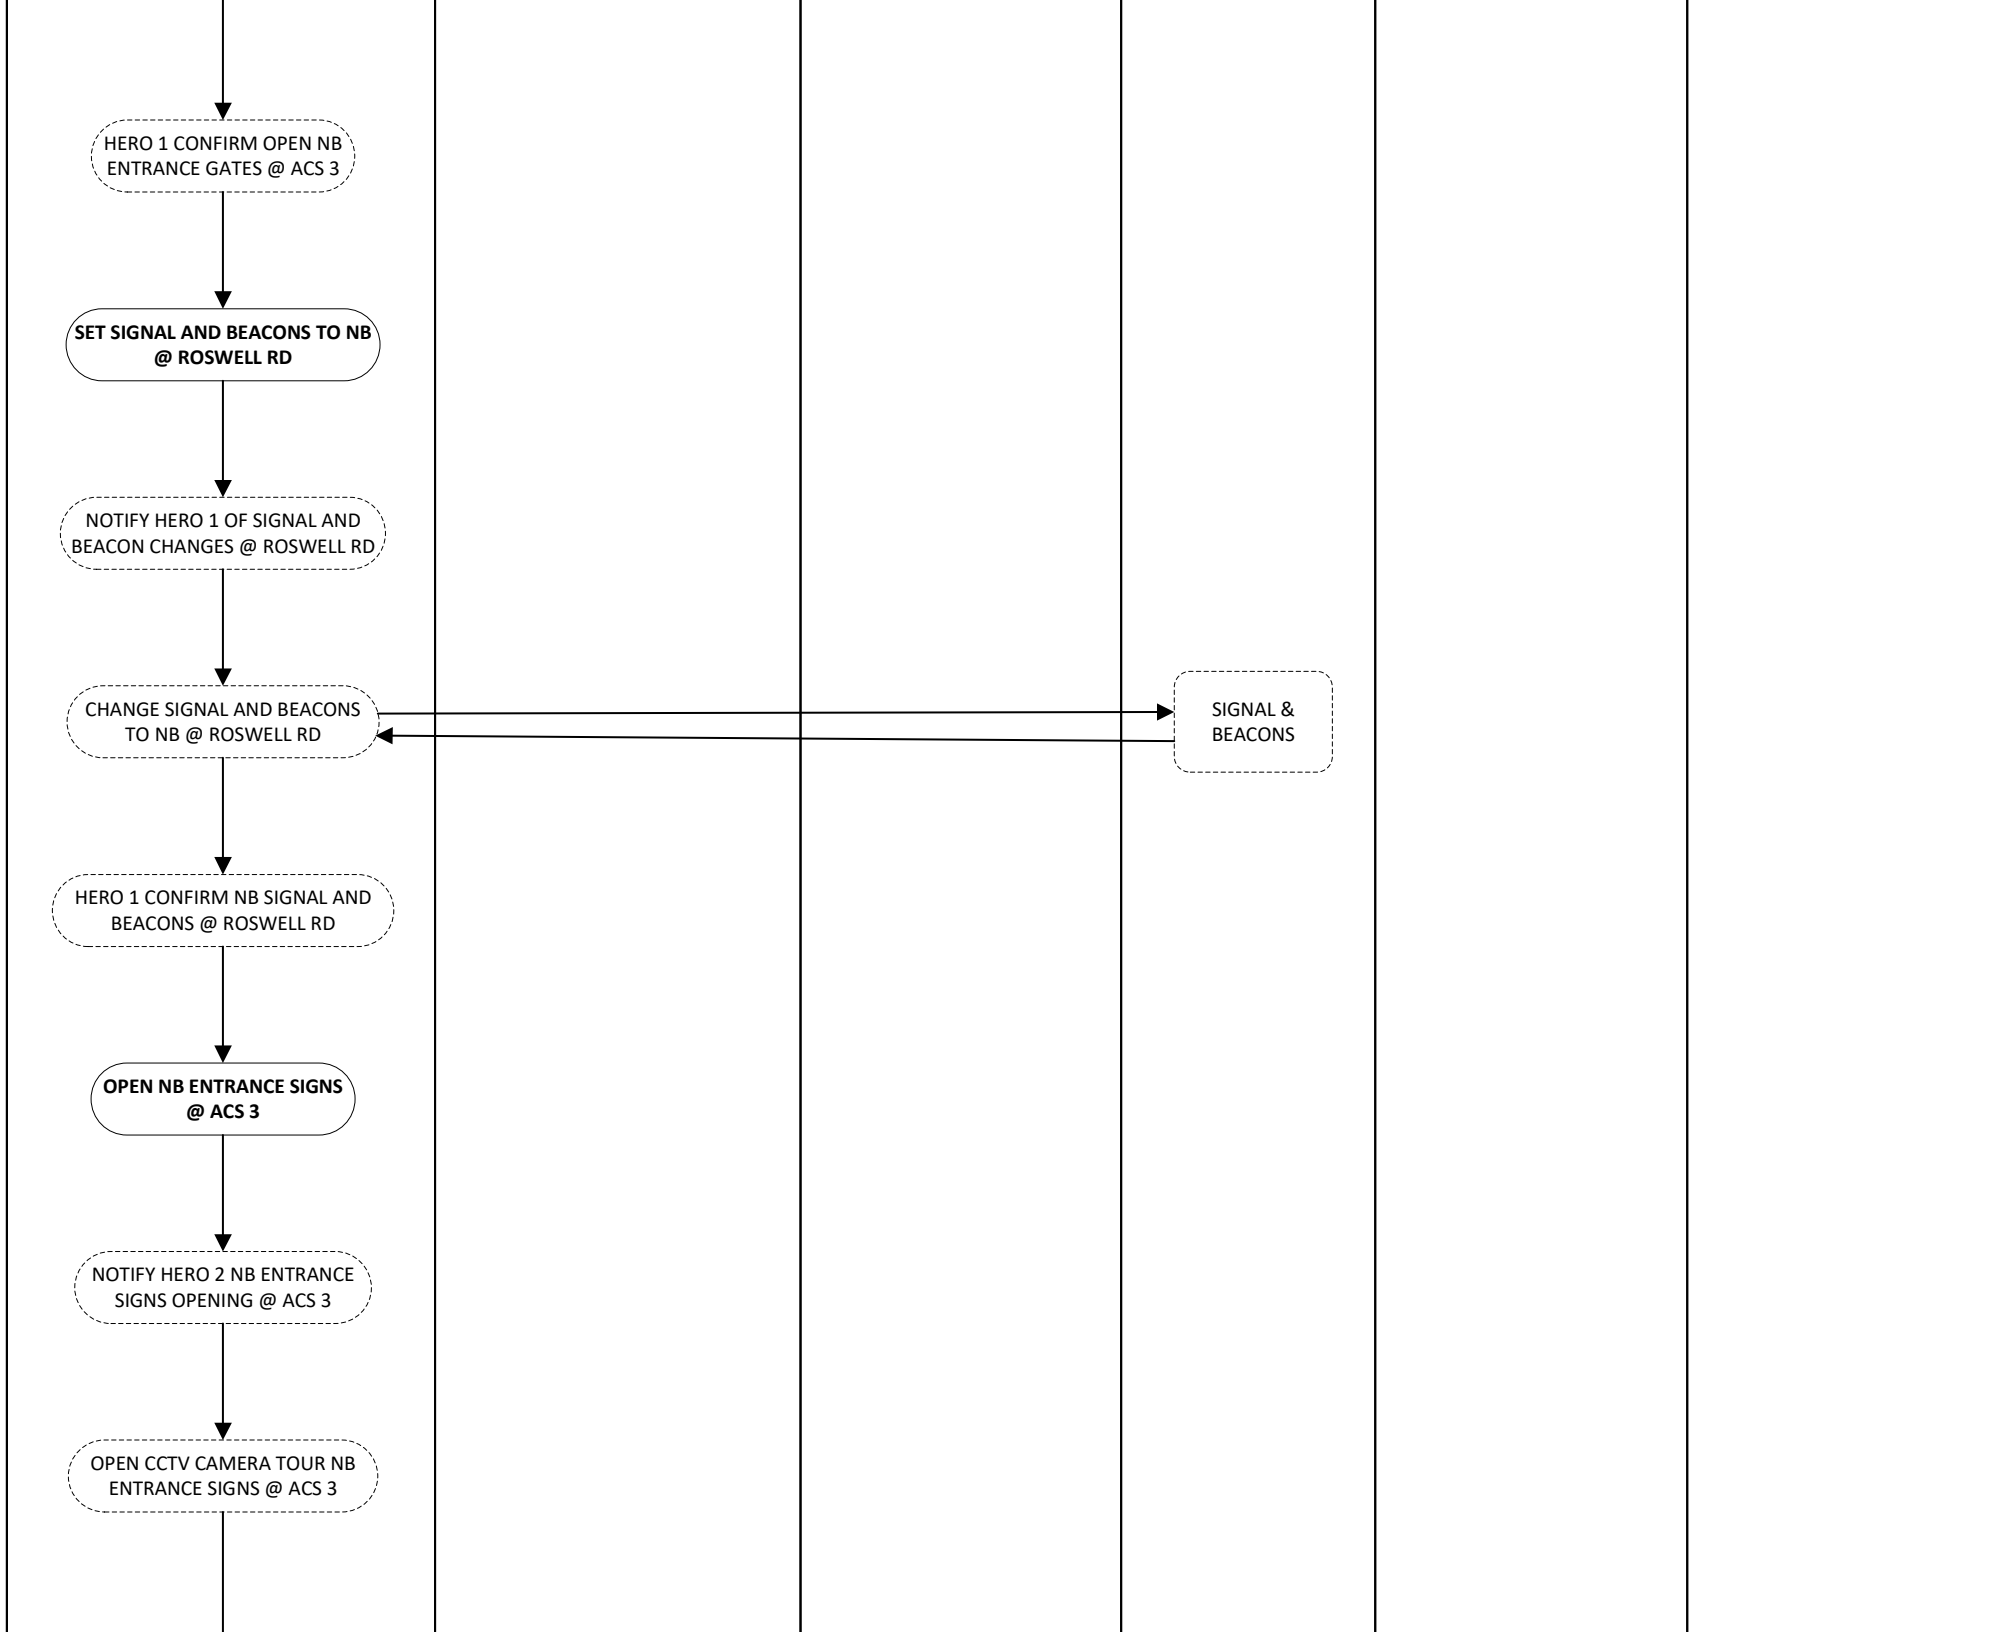 HERO 1 CONFIRM OPEN NB
ENTRANCE GATES @ ACS 3
SET SIGNAL AND BEACONS TO NB
@ ROSWELL RD
NOTIFY HERO 1 OF SIGNAL AND
BEACON CHANGES @ ROSWELL RD
CHANGE SIGNAL AND BEACONS
TO NB @ ROSWELL RD
SIGNAL &
BEACONS
HERO 1 CONFIRM NB SIGNAL AND
BEACONS @ ROSWELL RD
OPEN NB ENTRANCE SIGNS
@ ACS 3
NOTIFY HERO 2 NB ENTRANCE
SIGNS OPENING @ ACS 3
OPEN CCTV CAMERA TOUR NB
ENTRANCE SIGNS @ ACS 3